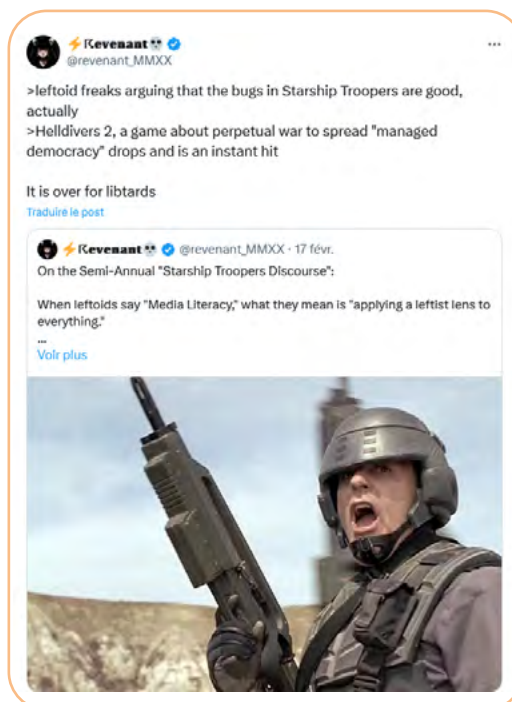 ⚡Revenant💀
@revenant_MMXX
...
>leftoid freaks arguing that the bugs in Starship Troopers are good,
actually
>Helldivers 2, a game about perpetual war to spread "managed
democracy" drops and is an instant hit
It is over for libtards
Traduire le post
⚡Revenant💀 @revenant_MMXX · 17 févr.
On the Semi-Annual "Starship Troopers Discourse":
When leftoids say "Media Literacy," what they mean is "applying a leftist lens to
everything."
...
Voir plus